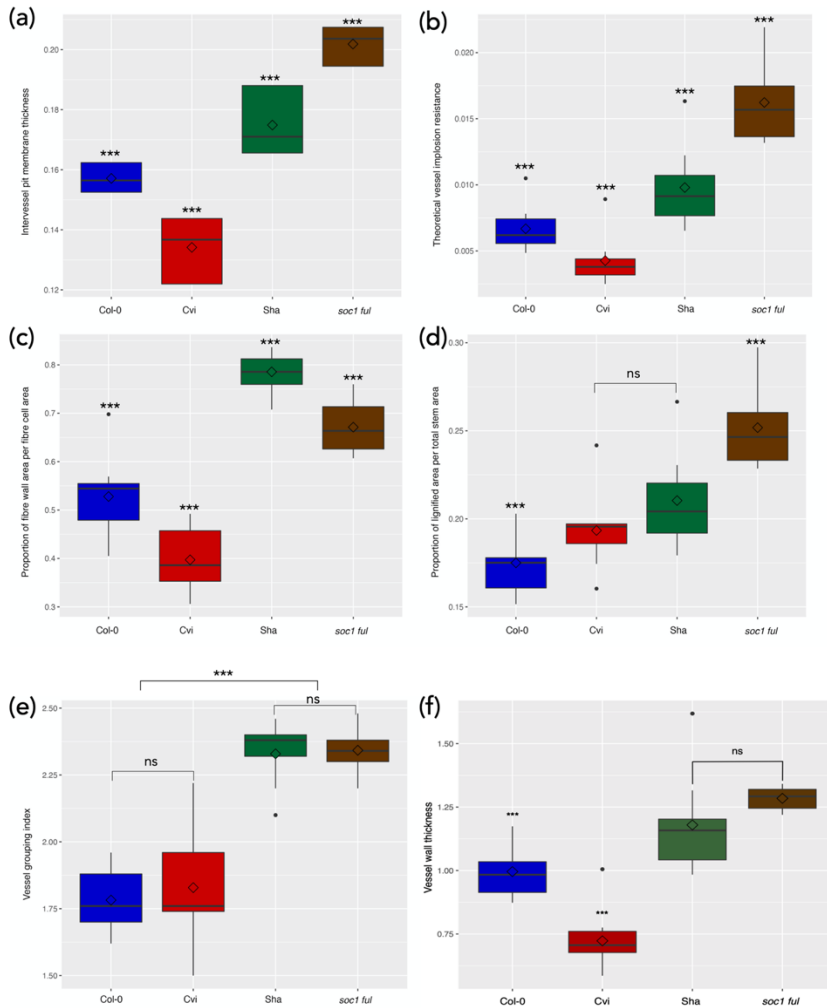 (a)
Intervessel pit membrane thickness
0.20
0.18
0.16
0.14
0.12
***
***
***
***
Col-0 Cvi Sha soc1 ful
(b)
Theoretical vessel implosion resistance
0.020
0.015
0.010
0.005
***
***
***
***
Col-0 Cvi Sha soc1 ful
(c)
Proportion of fibre wall area per fibre cell area
0.8
0.7
0.6
0.5
0.4
0.3
***
***
***
***
Col-0 Cvi Sha soc1 ful
(d)
Proportion of lignified area per total stem area
0.30
0.25
0.20
0.15
***
ns
***
Col-0 Cvi Sha soc1 ful
(e)
Vessel grouping index
2.50
2.25
2.00
1.75
1.50
***
ns
ns
Col-0 Cvi Sha soc1 ful
(f)
Vessel wall thickness
1.50
1.25
1.00
0.75
***
***
ns
Col-0 Cvi Sha soc1 ful